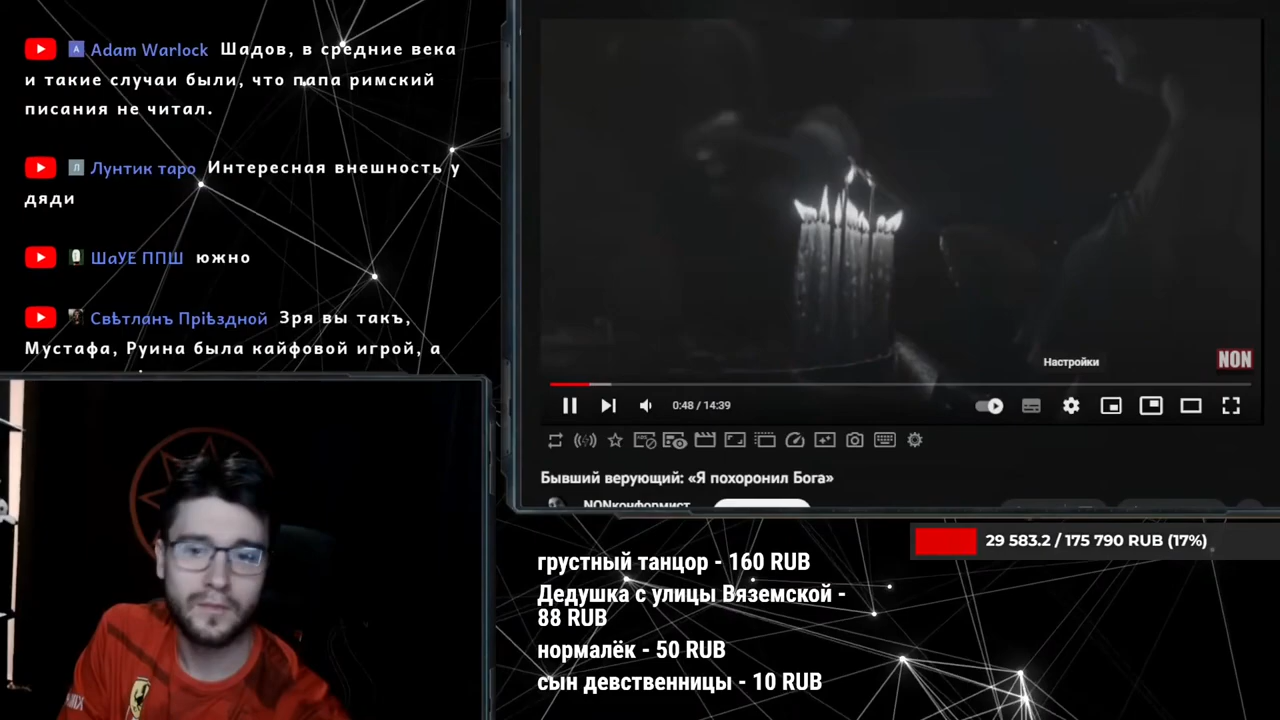 Adam Warlock Шадов, в средние века
и такие случаи были, что папа римский
писания не читал.
Лунтик таро Интересная внешность у
дяди
ШаУЕ ППШ южно
Свѣтланъ Пріѣздной Зря вы такъ,
Мустафа, Руина была кайфовой игрой, а
Настройки
NON
0:48 / 14:39
Бывший верующий: «Я похоронил Бога»
NONконформист
29 583.2 / 175 790 RUB (17%)
грустный танцор - 160 RUB
Дедушка с улицы Вяземской -
88 RUB
нормалёк - 50 RUB
сын девственницы - 10 RUB